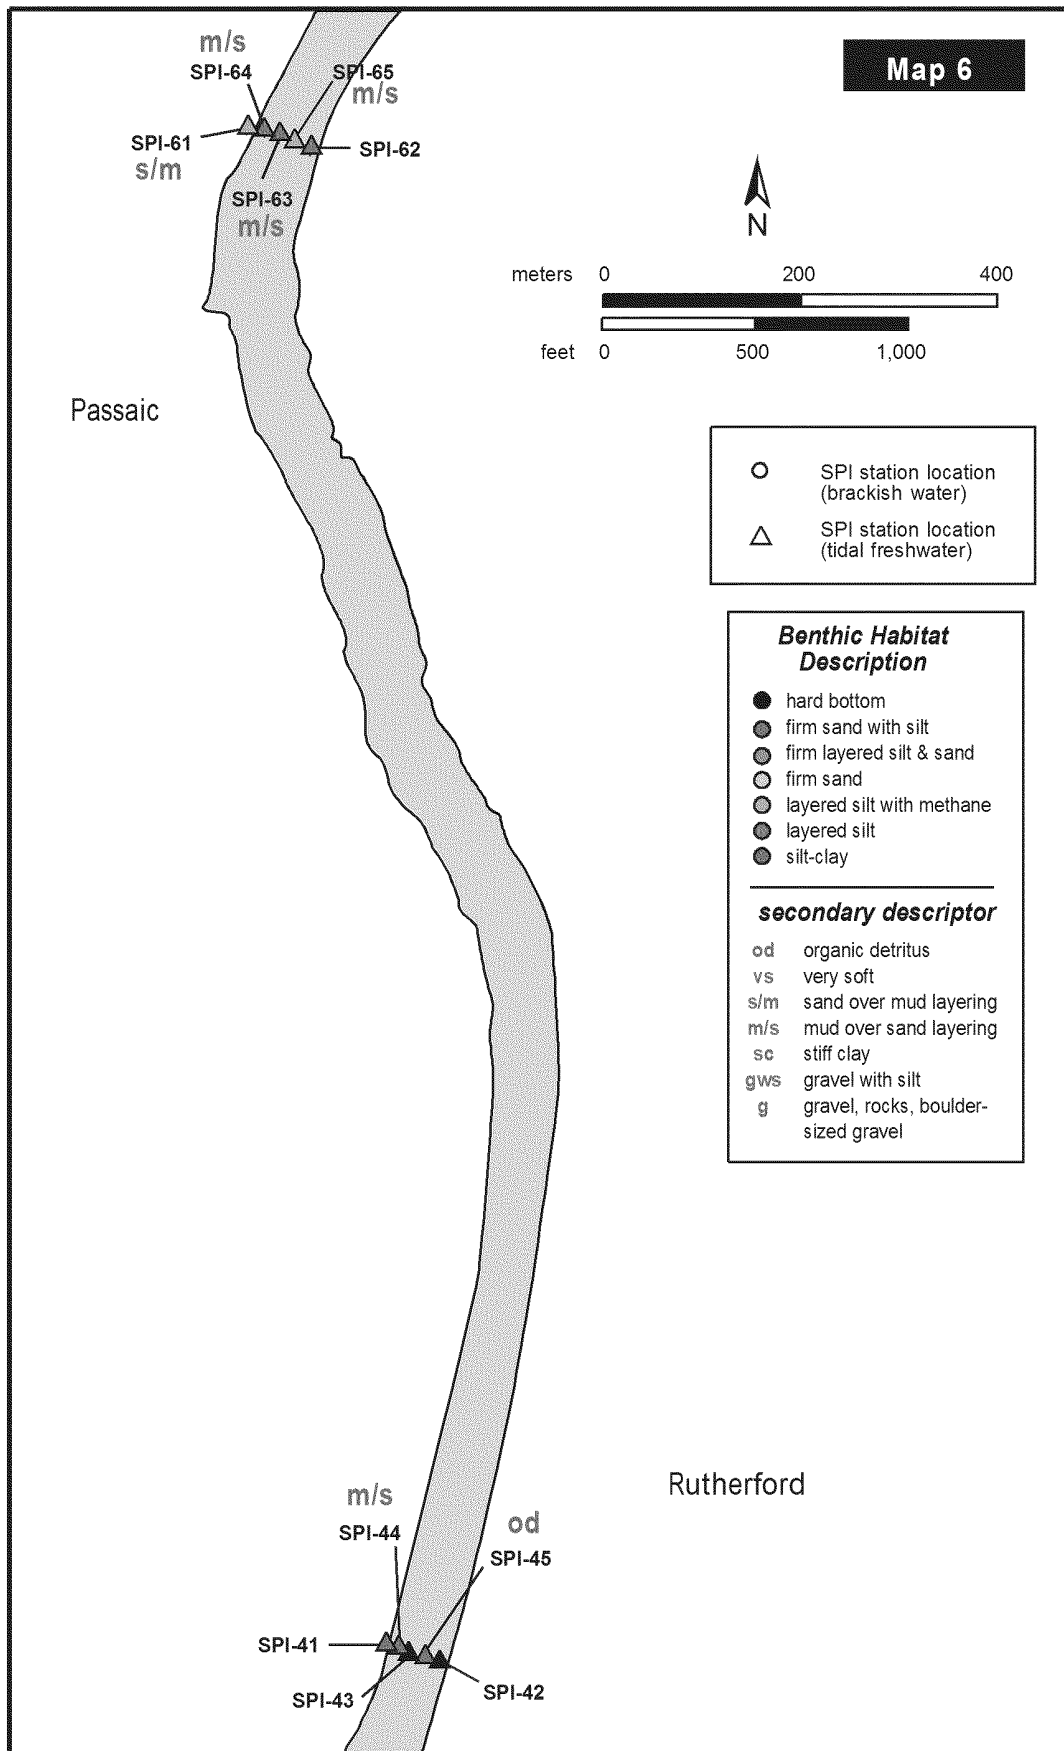 Map 6
m/s
SPI-64
SPI-65
m/s
SPI-61
s/m
SPI-62
SPI-63
m/s
N
meters 0 200 400
feet 0 500 1,000
Passaic
SPI station location
(brackish water)
SPI station location
(tidal freshwater)
Benthic Habitat
Description
hard bottom
firm sand with silt
firm layered silt & sand
firm sand
layered silt with methane
layered silt
silt-clay
secondary descriptor
od organic detritus
vs very soft
s/m sand over mud layering
m/s mud over sand layering
sc stiff clay
gws gravel with silt
g gravel, rocks, boulder-
sized gravel
Rutherford
m/s
SPI-44
od
SPI-45
SPI-41
SPI-43
SPI-42